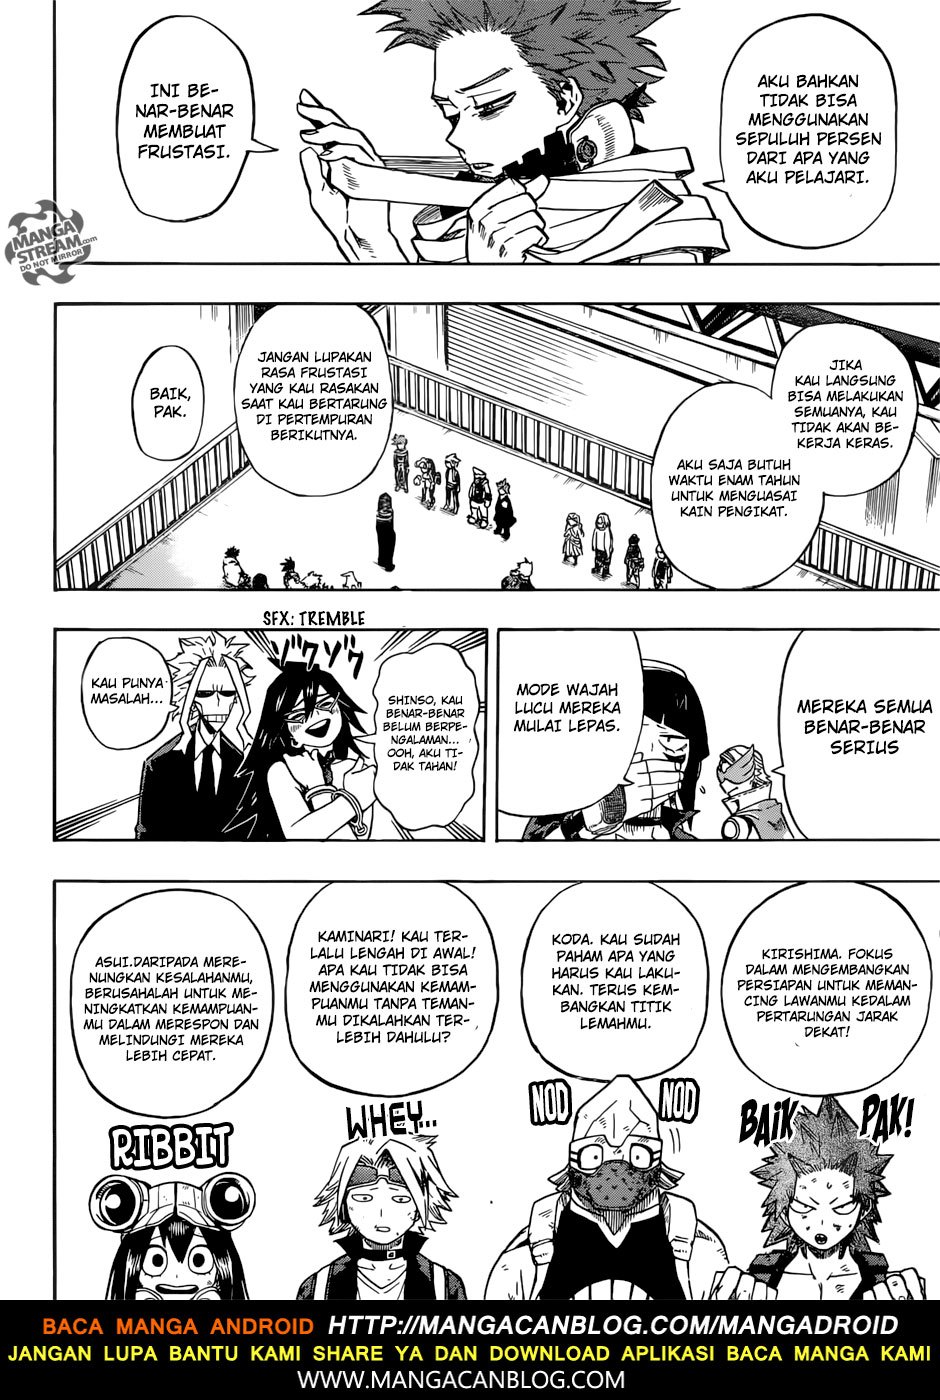 AKU BAHKAN
TIDAK BISA
MENGGUNAKAN
SEPULUH PERSEN
DARI APA YANG
AKU PELAJARI.
INI BE-
NAR-BENAR
MEMBUAT
FRUSTASI.
MANGA
STREAM.com
DO NOT MIRROR
JIKA
KAU LANGSUNG
BISA MELAKUKAN
SEMUANYA, KAU
TIDAK AKAN BE-
KERJA KERAS.
AKU SAJA BUTUH
WAKTU ENAM TAHUN
UNTUK MENGUASAI
KAIN PENGIKAT.
JANGAN LUPAKAN
RASA FRUSTASI
YANG KAU RASAKAN
SAAT KAU BERTARUNG
DI PERTEMPURAN
BERIKUTNYA.
BAIK,
PAK.
MEREKA SEMUA
BENAR-BENAR
SERIUS
MODE WAJAH
LUCU MEREKA
MULAI LEPAS.
SFX: TREMBLE
ゾクゾク
SHINSO, KAU
BENAR-BENAR
BELUM BERPE-
NGALAMAN...
OOH, AKU TI-
DAK TAHAN!
KAU PUNYA
MASALAH...
KIRISHIMA. FOKUS
DALAM MENGEMBANGKAN
PERSIAPAN UNTUK MEMAN-
CING LAWANMU KEDALAM
PERTARUNGAN JARAK
DEKAT!
BAIK PAK!
KODA. KAU SUDAH
PAHAM APA YANG
HARUS KAU LAKU-
KAN. TERUS KEM-
BANGKAN TITIK
LEMAHMU.
NOD NOD
KAMINARI! KAU TER-
LALU LENGAH DI AWAL!
APA KAU TIDAK BISA
MENGGUNAKAN KEMAM-
PUANMU TANPA TEMAN-
MU DIKALAHKAN TER-
LEBIH DAHULU?
WHEY...
ASUI.DARIPADA MERE-
NUNGKAN KESALAHANMU,
BERUSAHALAH UNTUK ME-
NINGKATKAN KEMAMPUAN-
MU DALAM MERESPON DAN
MELINDUNGI MEREKA
LEBIH CEPAT.
RIBBIT
BACA MANGA ANDROID HTTP://MANGACANBLOG.COM/MANGADROID
JANGAN LUPA BANTU KAMI SHARE YA DAN DOWNLOAD APLIKASI BACA MANGA KAMI
WWW.MANGACANBLOG.COM